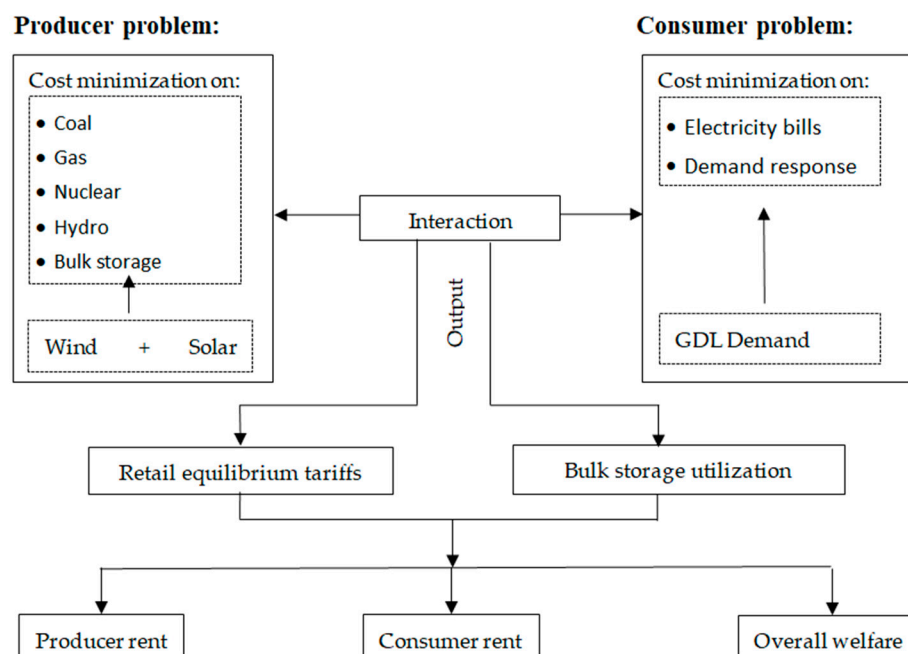 Producer problem:
Consumer problem:
Cost minimization on:
• Coal
• Gas
• Nuclear
• Hydro
• Bulk storage
Wind + Solar
Cost minimization on:
• Electricity bills
• Demand response
GDL Demand
Interaction
Output
Retail equilibrium tariffs
Bulk storage utilization
Producer rent
Consumer rent
Overall welfare